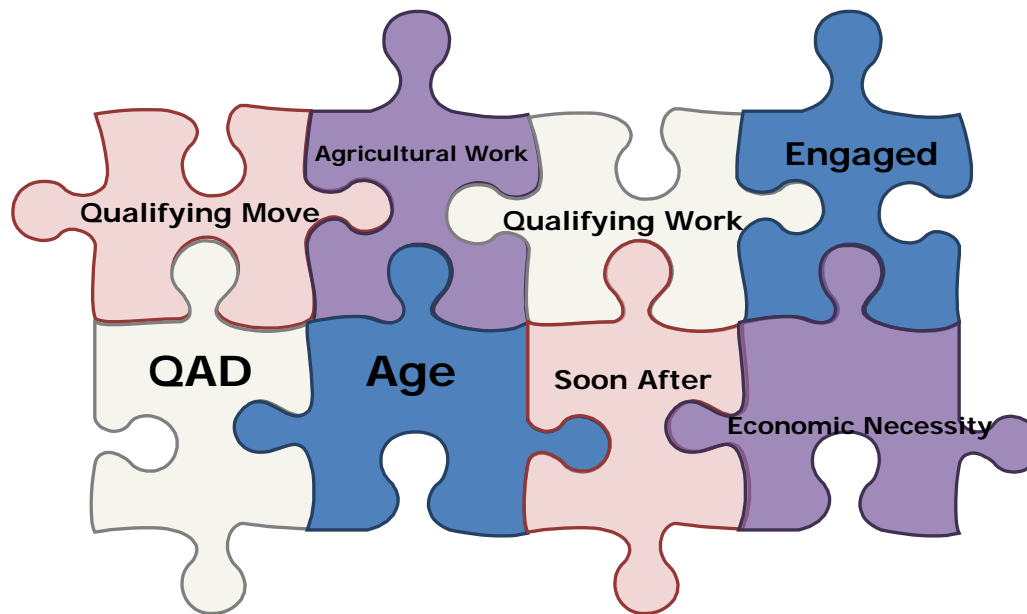 Agricultural Work
Engaged
Qualifying Move
Qualifying Work
QAD
Age
Soon After
Economic Necessity